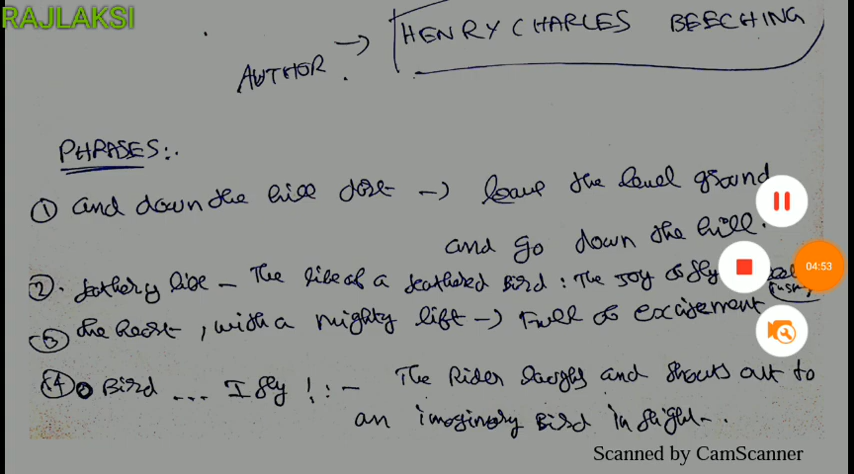 RAJLAKSI
HENRY CHARLES BEECHING
AUTHOR. →
PHRASES:.
① and down the hill dost → leave the level ground
and go down the hill.
②. feathery life - The life of a feathered Bird: The Joy of fly
③ the heart, with a mighty lift → Full of excitement
④ o Bird ... I fly !:- The Rider laughs and shouts out to
an imaginary Bird in flight.
04:53
Scanned by CamScanner